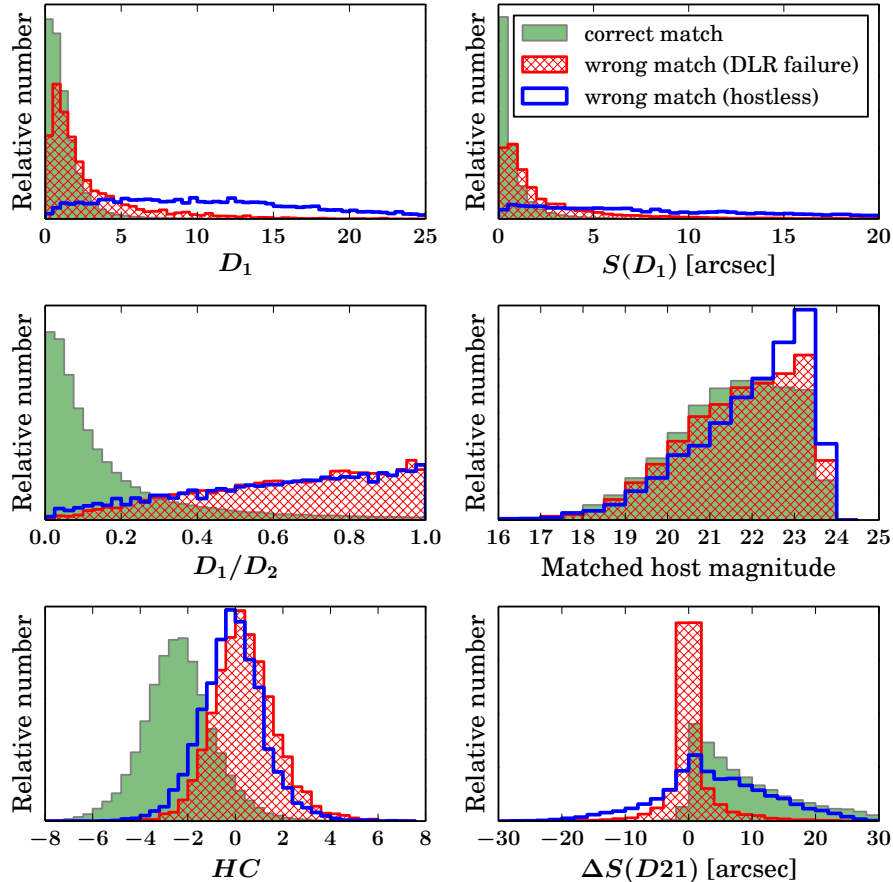 Relative number
0 5 10 15 20 25
D₁
Relative number
correct match
wrong match (DLR failure)
wrong match (hostless)
0 5 10 15 20
S(D₁) [arcsec]
Relative number
0.0 0.2 0.4 0.6 0.8 1.0
D₁/D₂
Relative number
16 17 18 19 20 21 22 23 24 25
Matched host magnitude
Relative number
−8 −6 −4 −2 0 2 4 6 8
HC
Relative number
−30 −20 −10 0 10 20 30
ΔS(D21) [arcsec]